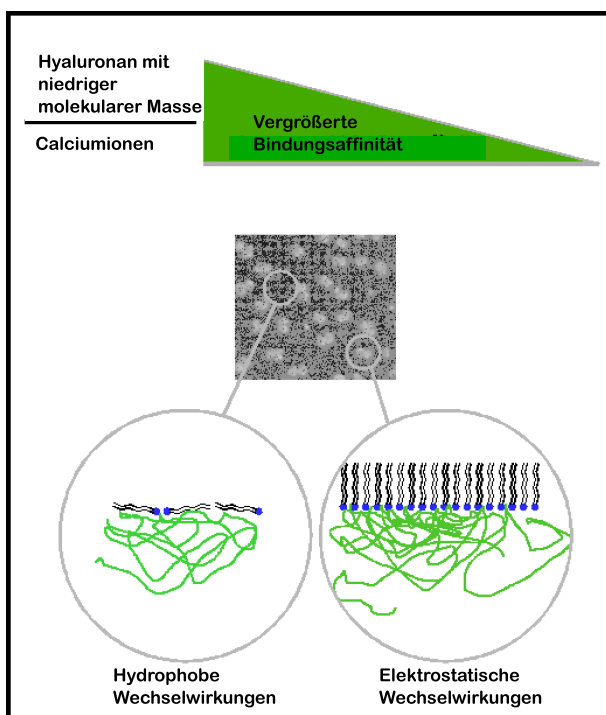 Hyaluronan mit
niedriger
molekularer Masse
Calciumionen
Vergrößerte
Bindungsaffinität
Hydrophobe
Wechselwirkungen
Elektrostatische
Wechselwirkungen